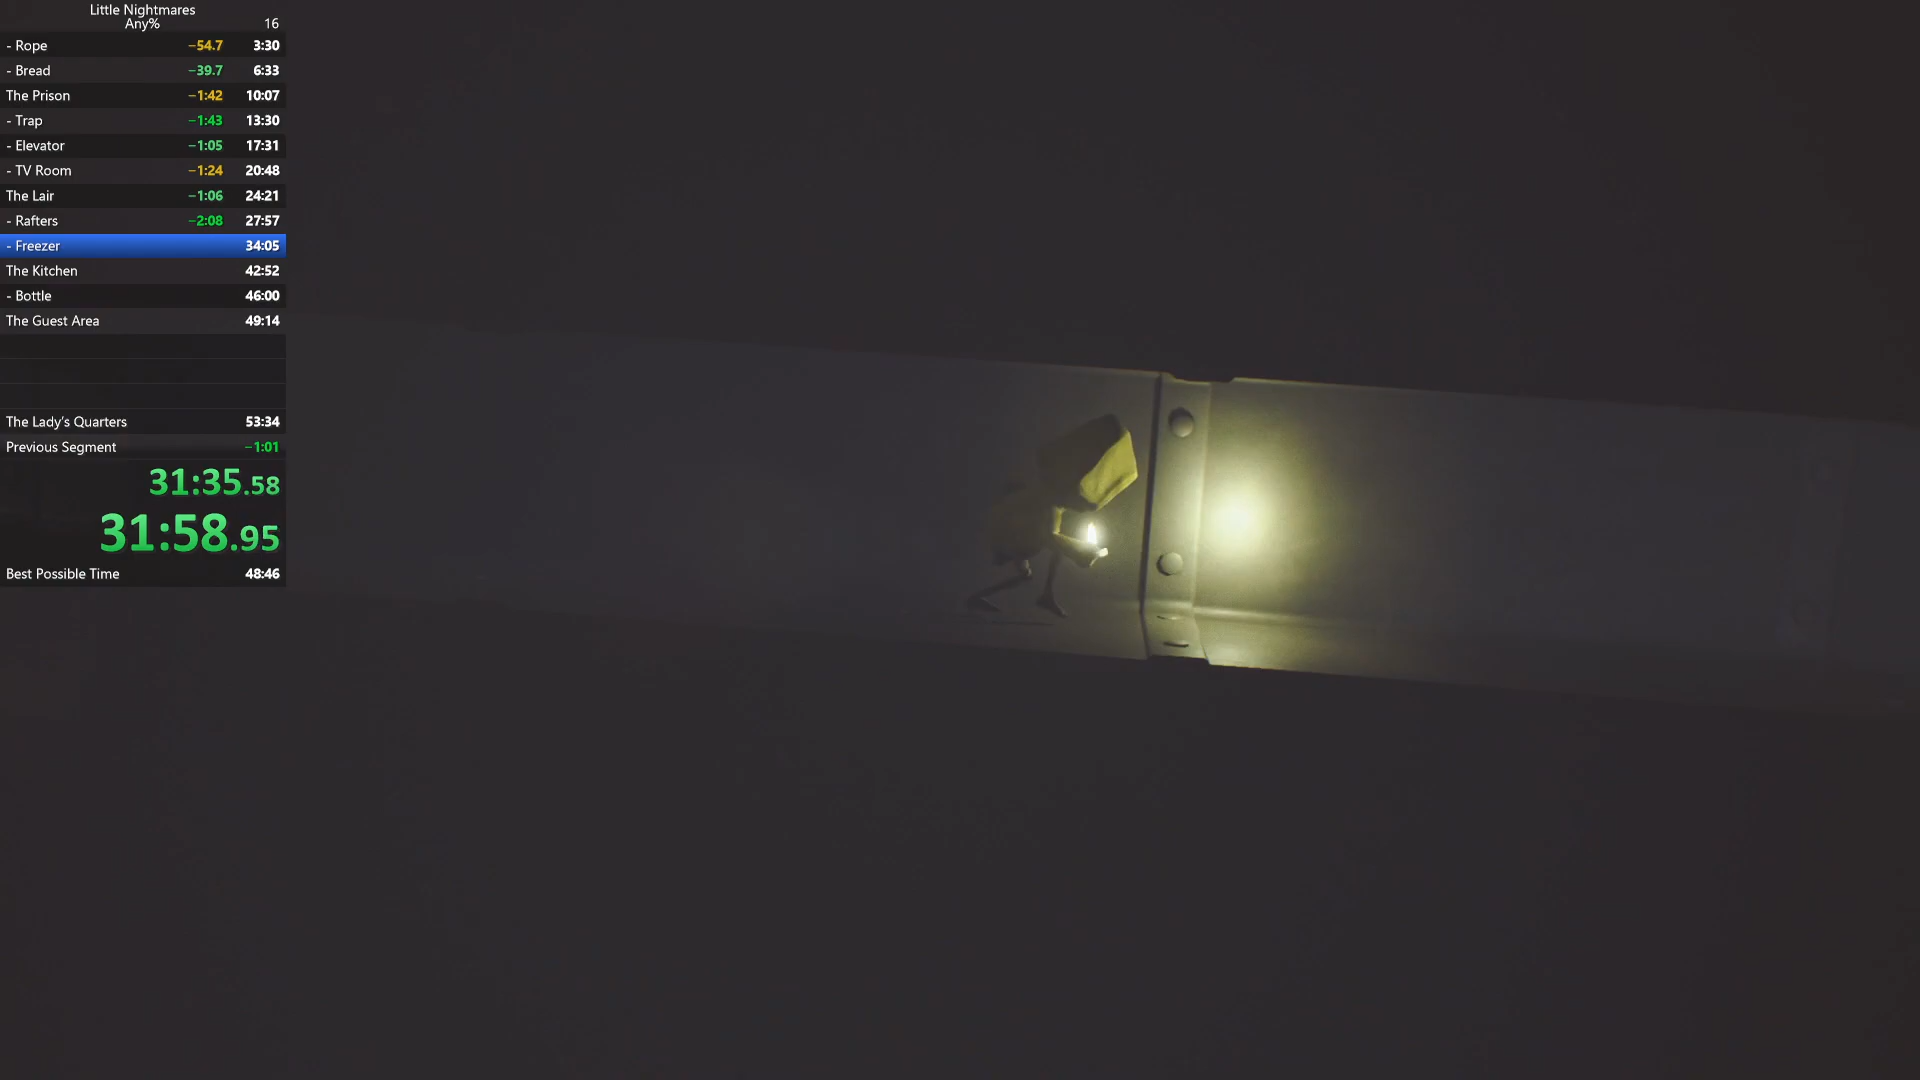 Little Nightmares
Any%
16
- Rope −54.7 3:30
- Bread −39.7 6:33
The Prison −1:42 10:07
- Trap −1:43 13:30
- Elevator −1:05 17:31
- TV Room −1:24 20:48
The Lair −1:06 24:21
- Rafters −2:08 27:57
- Freezer 34:05
The Kitchen 42:52
- Bottle 46:00
The Guest Area 49:14
The Lady's Quarters 53:34
Previous Segment −1:01
31:35.58
31:58.95
Best Possible Time 48:46